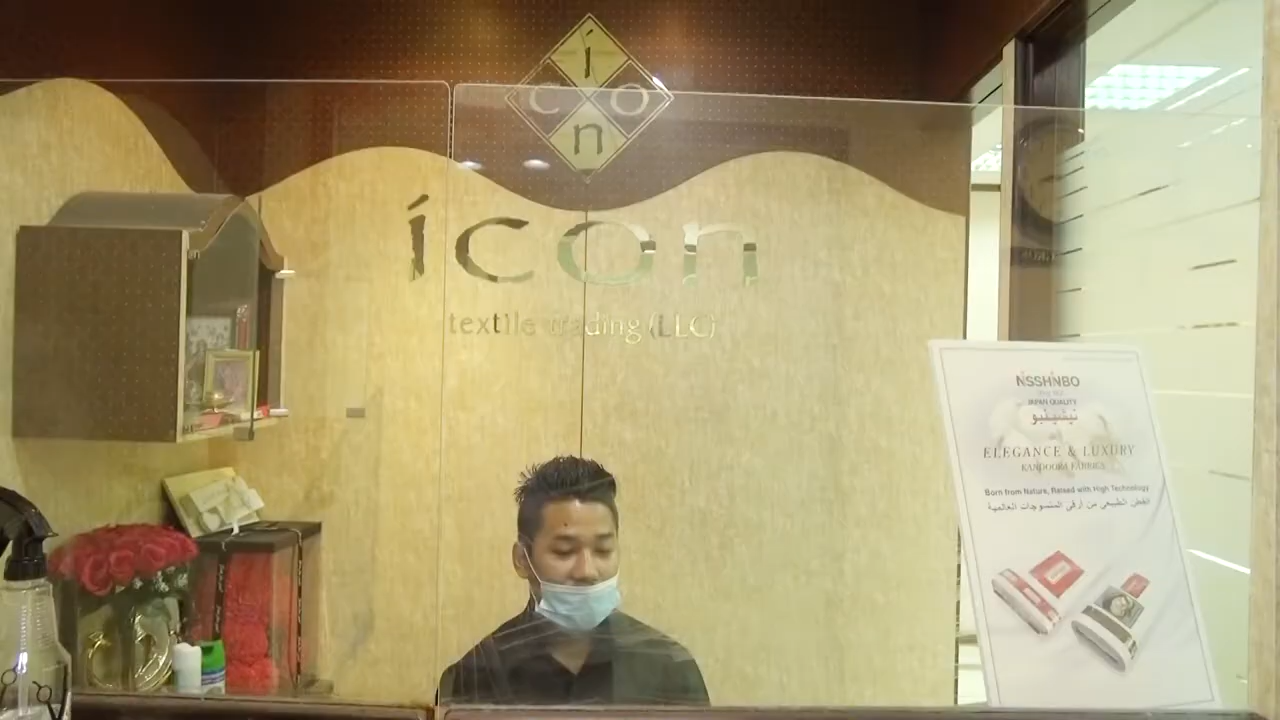 i
C O
n
icon
textile trading (LLC)
NISSHINBO
JAPAN QUALITY
نيشينبو
ELEGANCE & LUXURY
KANDOORA FABRICS
Born from Nature, Raised with High Technology
القطن الطبيعي من أرقى المنسوجات العالمية